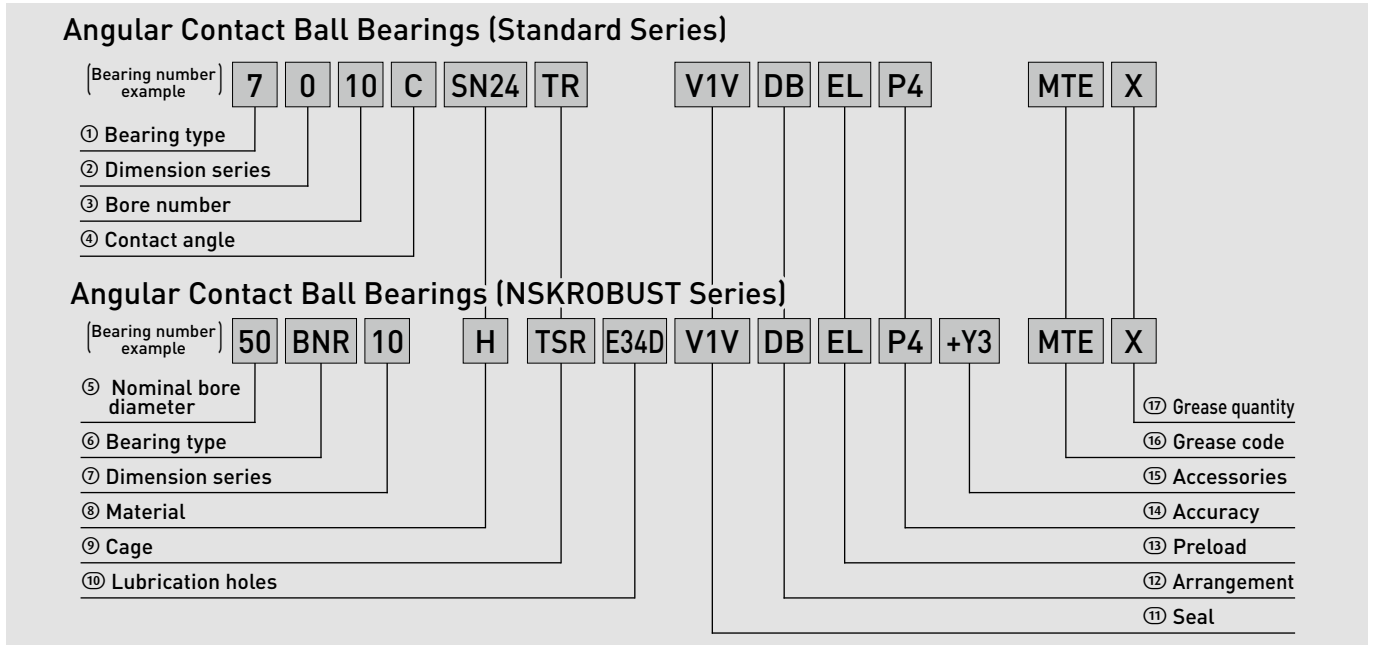 Angular Contact Ball Bearings (Standard Series)
(Bearing number example) 7 0 10 C SN24 TR V1V DB EL P4 MTE X
① Bearing type
② Dimension series
③ Bore number
④ Contact angle
Angular Contact Ball Bearings (NSKROBUST Series)
(Bearing number example) 50 BNR 10 H TSR E34D V1V DB EL P4 +Y3 MTE X
⑤ Nominal bore
diameter
⑥ Bearing type
⑦ Dimension series
⑧ Material
⑨ Cage
⑩ Lubrication holes
⑰ Grease quantity
⑯ Grease code
⑮ Accessories
⑭ Accuracy
⑬ Preload
⑫ Arrangement
⑪ Seal